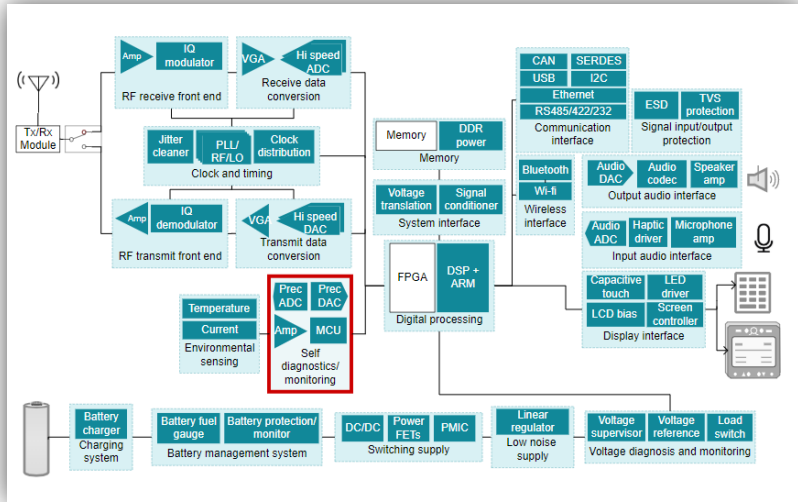 Amp
IQ
modulator
RF receive front end
VGA
Hi speed
ADC
Receive data
conversion
Tx/Rx
Module
Jitter
cleaner
PLL/
RF/LO
Clock
distribution
Clock and timing
Amp
IQ
demodulator
RF transmit front end
VGA
Hi speed
DAC
Transmit data
conversion
Temperature
Current
Environmental
sensing
Prec
ADC
Prec
DAC
Amp
MCU
Self
diagnostics/
monitoring
Memory
DDR
power
Memory
Voltage
translation
Signal
conditioner
System interface
FPGA
DSP +
ARM
Digital processing
CAN
SERDES
USB
I2C
Ethernet
RS485/422/232
Communication
interface
ESD
TVS
protection
Signal input/output
protection
Bluetooth
Wi-fi
Wireless
interface
Audio
DAC
Audio
codec
Speaker
amp
Output audio interface
Audio
ADC
Haptic
driver
Microphone
amp
Input audio interface
Capacitive
touch
LED
driver
LCD bias
Screen
controller
Display interface
Battery
charger
Charging
system
Battery fuel
gauge
Battery protection/
monitor
Battery management system
DC/DC
Power
FETs
PMIC
Switching supply
Linear
regulator
Low noise
supply
Voltage
supervisor
Voltage
reference
Load
switch
Voltage diagnosis and monitoring